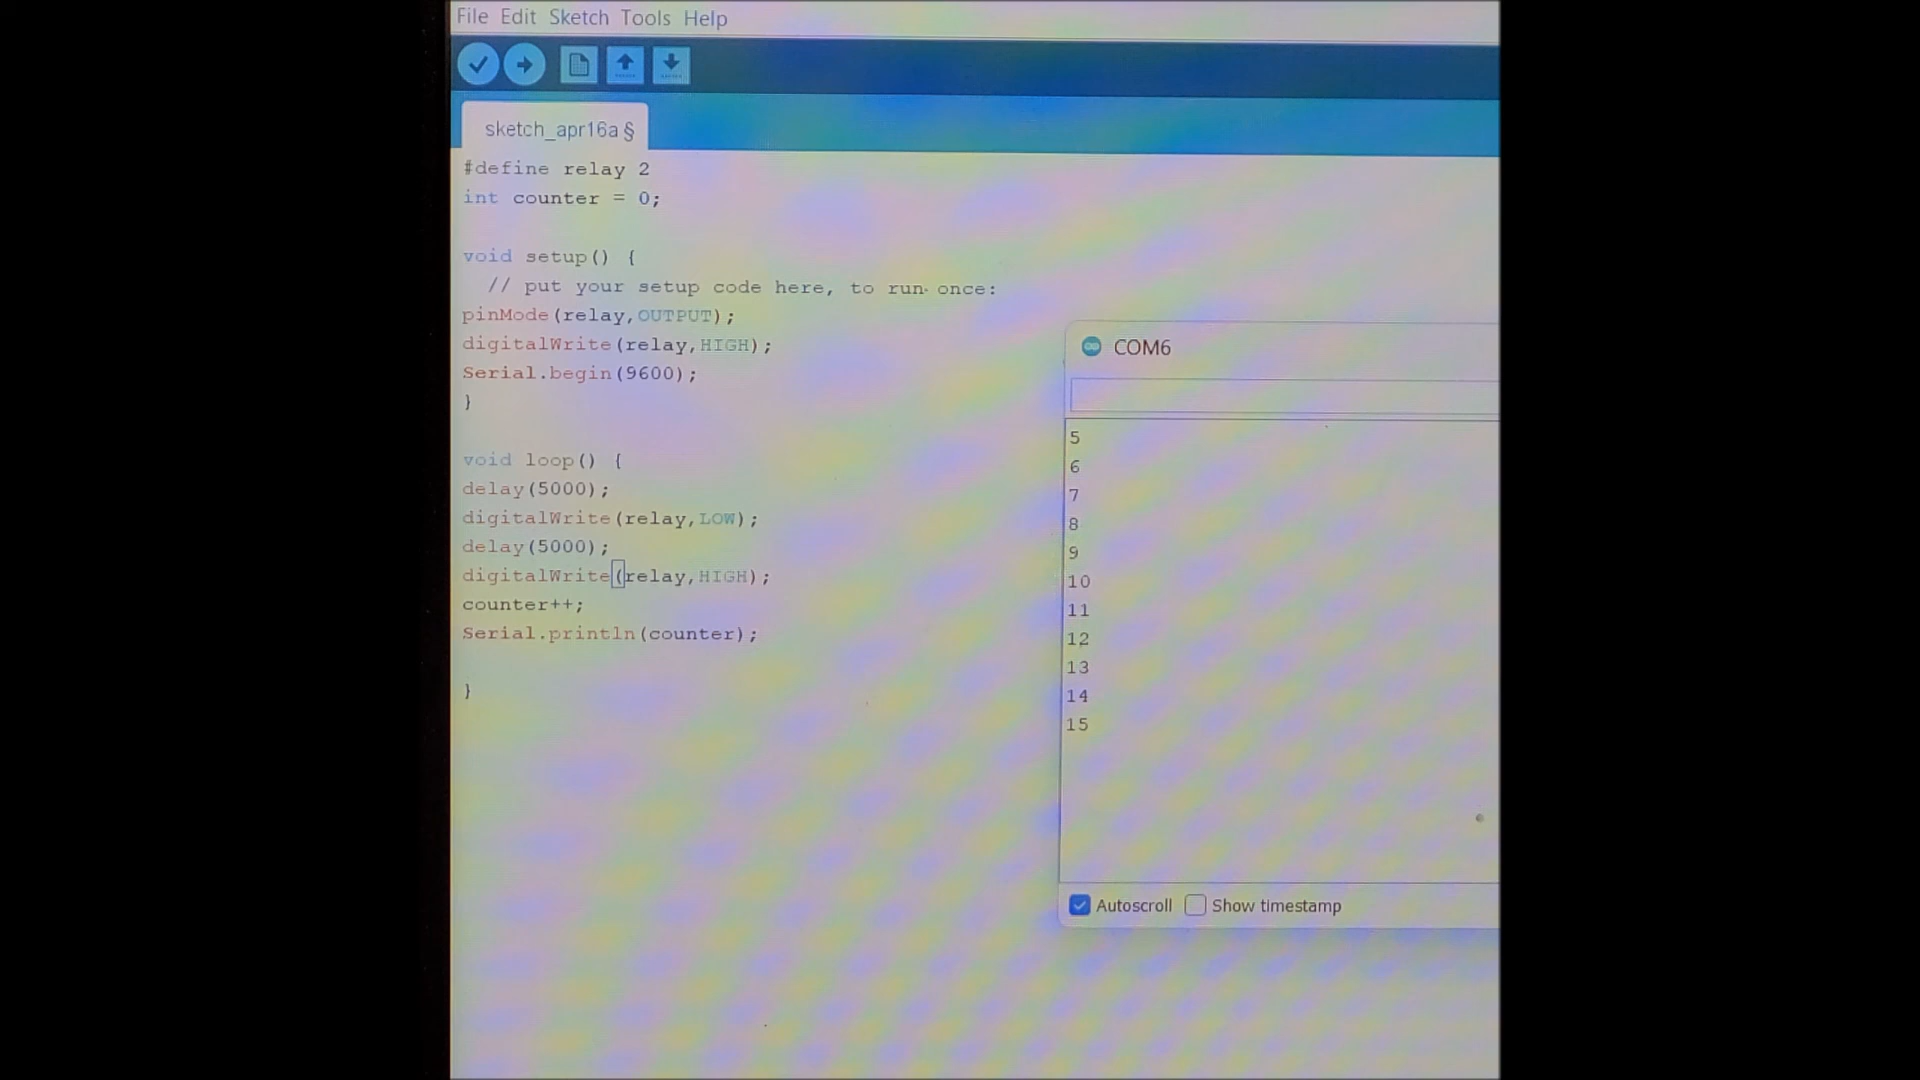 File Edit Sketch Tools Help
sketch_apr16a §
#define relay 2
int counter = 0;
void setup() {
// put your setup code here, to run once:
pinMode(relay,OUTPUT);
digitalWrite(relay,HIGH);
Serial.begin(9600);
}
void loop() {
delay(5000);
digitalWrite(relay,LOW);
delay(5000);
digitalWrite(relay,HIGH);
counter++;
Serial.println(counter);
}
COM6
5
6
7
8
9
10
11
12
13
14
15
Autoscroll Show timestamp